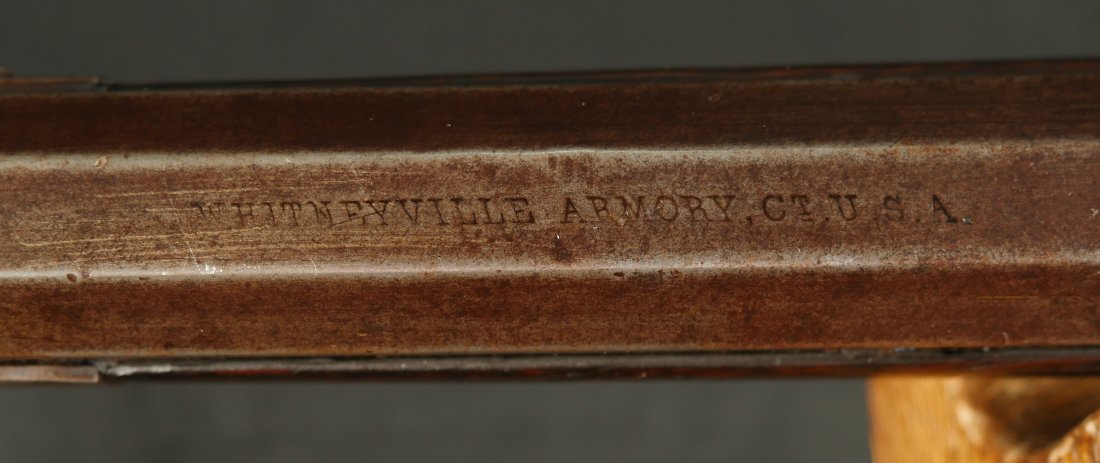 WHITNEYVILLE ARMORY, CT. U.S.A.